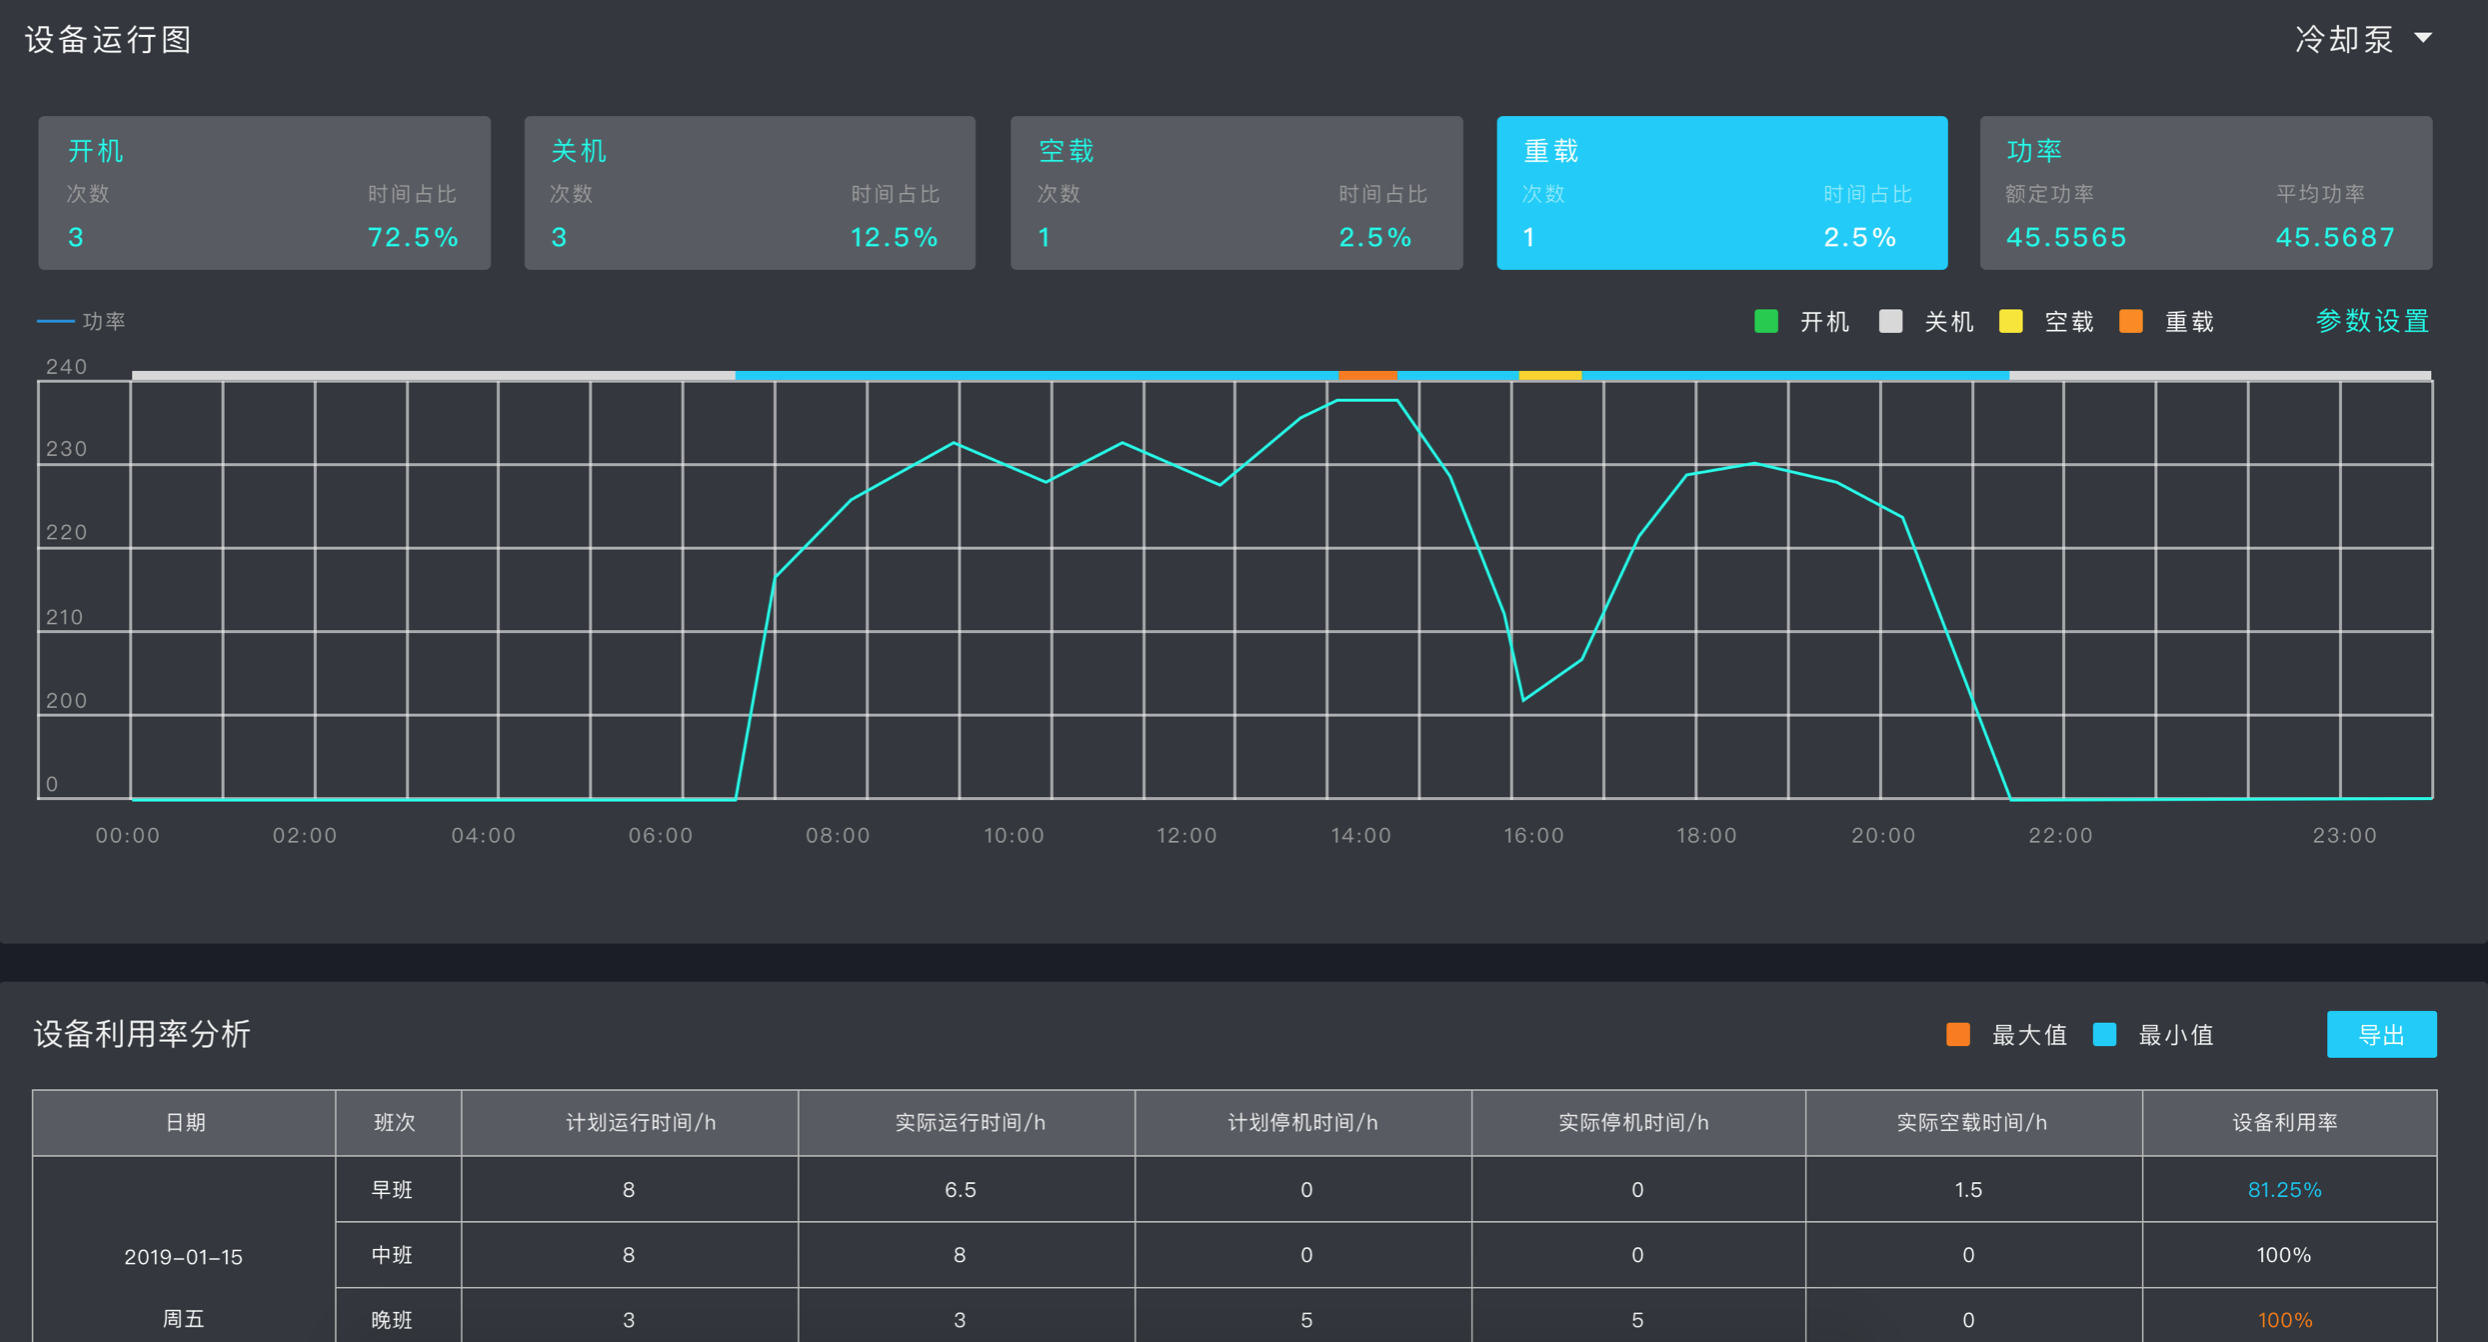 设备运行图
冷却泵
开机
次数 时间占比
3 72.5%
关机
次数 时间占比
3 12.5%
空载
次数 时间占比
1 2.5%
重载
次数 时间占比
1 2.5%
功率
额定功率 平均功率
45.5565 45.5687
功率
开机 关机 空载 重载 参数设置
240
230
220
210
200
0
00:00 02:00 04:00 06:00 08:00 10:00 12:00 14:00 16:00 18:00 20:00 22:00 23:00
设备利用率分析
最大值 最小值 导出
日期 班次 计划运行时间/h 实际运行时间/h 计划停机时间/h 实际停机时间/h 实际空载时间/h 设备利用率
早班 8 6.5 0 0 1.5 81.25%
2019-01-15
中班 8 8 0 0 0 100%
周五
晚班 3 3 5 5 0 100%